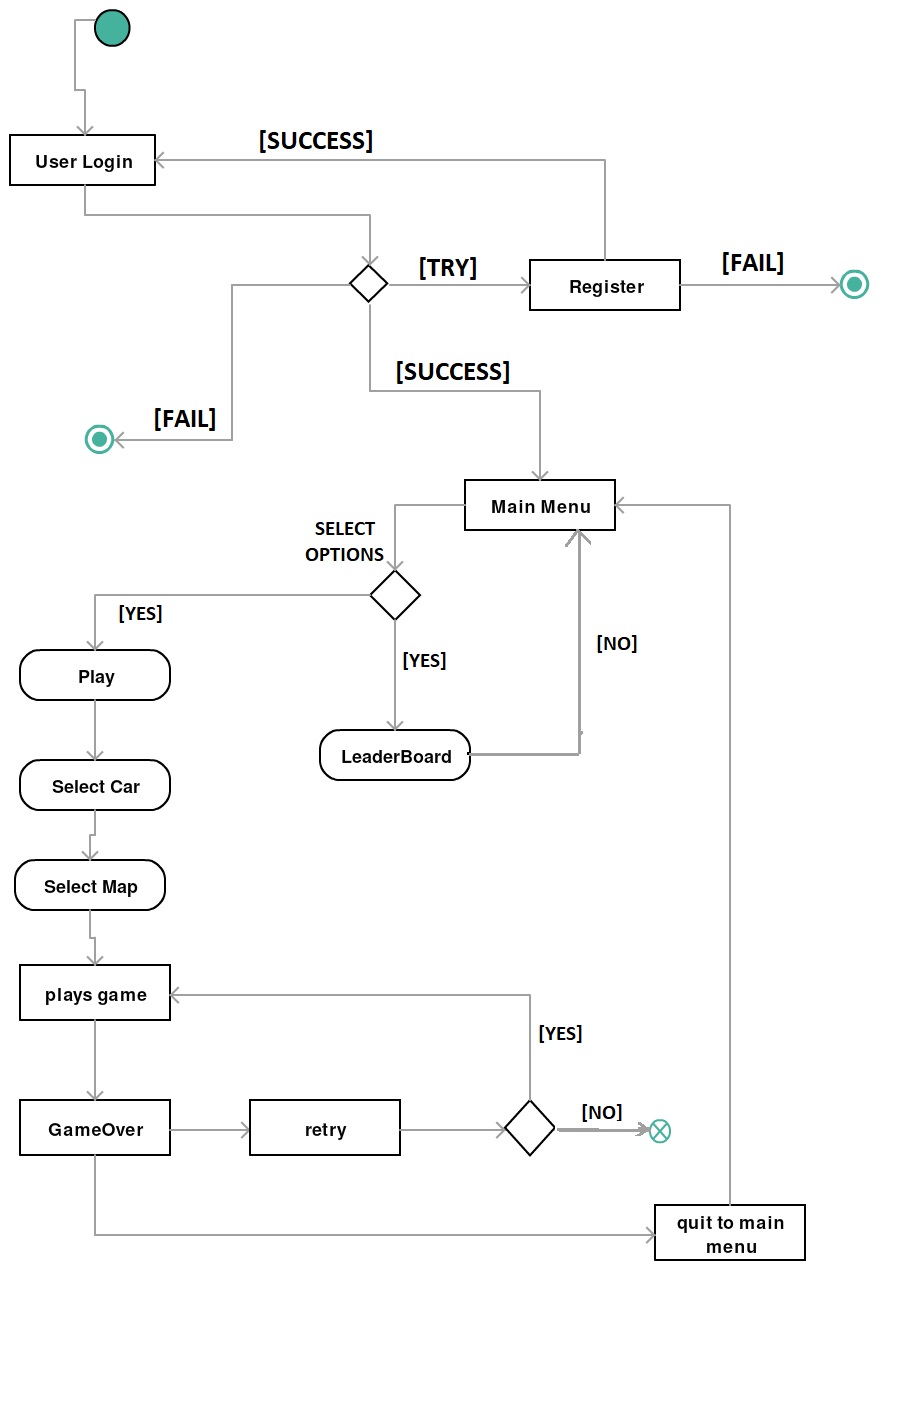 [SUCCESS]
User Login
[TRY]
[FAIL]
Register
[SUCCESS]
[FAIL]
Main Menu
SELECT
OPTIONS
[YES]
[NO]
[YES]
Play
LeaderBoard
Select Car
Select Map
plays game
[YES]
[NO]
GameOver
retry
quit to main
menu